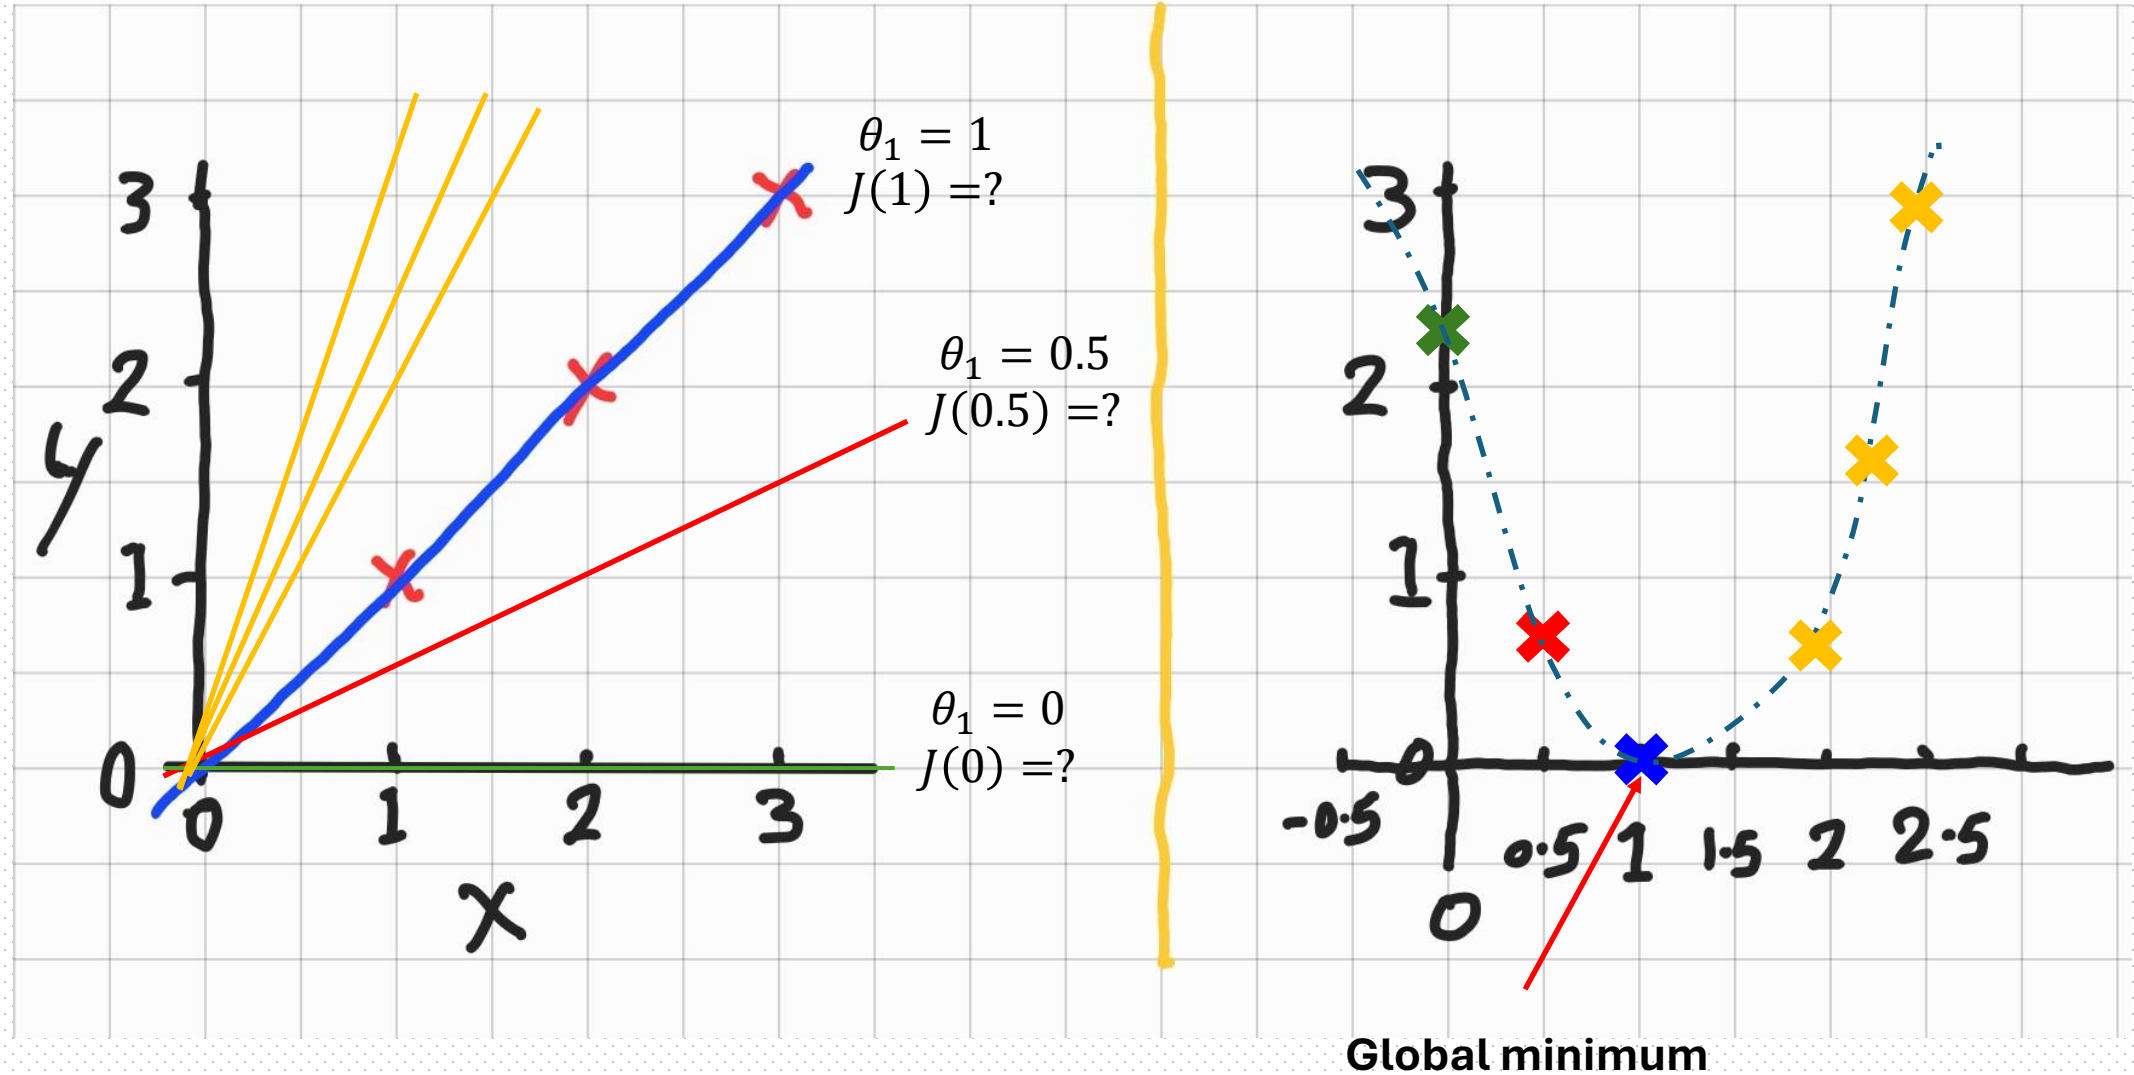 θ₁ = 1
J(1) =?
3
θ₁ = 0.5
J(0.5) =?
2
y
1
θ₁ = 0
J(0) =?
0
0 1 2 3
x
3
2
1
0
-0.5 0.5 1 1.5 2 2.5
0
Global minimum